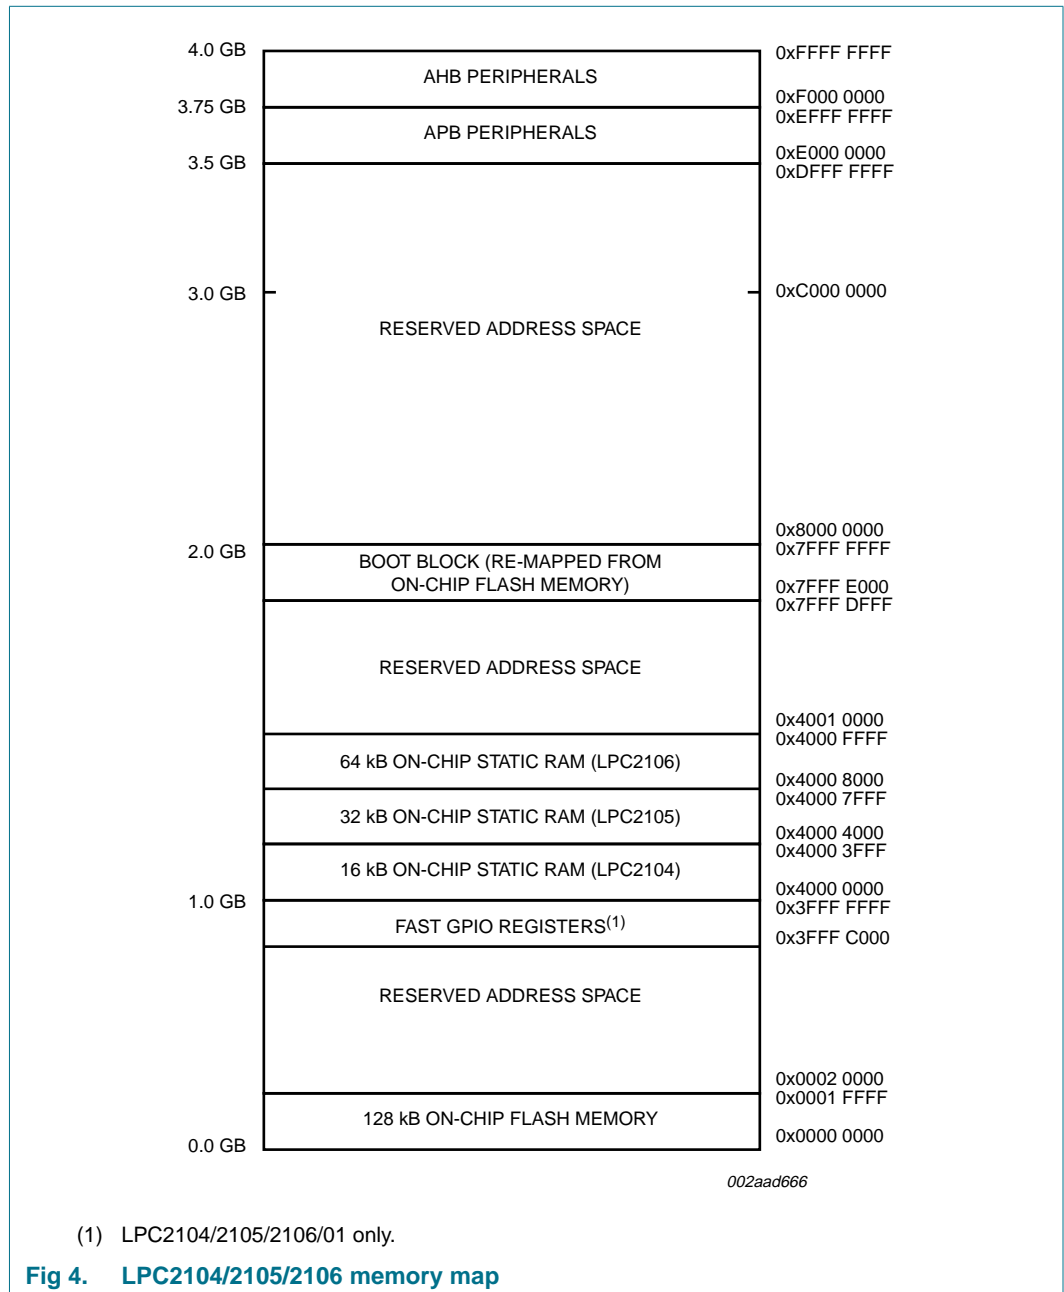 4.0 GB
0xFFFF FFFF
AHB PERIPHERALS
0xF000 0000
3.75 GB
0xEFFF FFFF
APB PERIPHERALS
0xE000 0000
3.5 GB
0xDFFF FFFF
3.0 GB
0xC000 0000
RESERVED ADDRESS SPACE
0x8000 0000
2.0 GB
0x7FFF FFFF
BOOT BLOCK (RE-MAPPED FROM
ON-CHIP FLASH MEMORY)
0x7FFF E000
0x7FFF DFFF
RESERVED ADDRESS SPACE
0x4001 0000
0x4000 FFFF
64 kB ON-CHIP STATIC RAM (LPC2106)
0x4000 8000
0x4000 7FFF
32 kB ON-CHIP STATIC RAM (LPC2105)
0x4000 4000
0x4000 3FFF
16 kB ON-CHIP STATIC RAM (LPC2104)
0x4000 0000
1.0 GB
0x3FFF FFFF
FAST GPIO REGISTERS(1)
0x3FFF C000
RESERVED ADDRESS SPACE
0x0002 0000
0x0001 FFFF
128 kB ON-CHIP FLASH MEMORY
0x0000 0000
0.0 GB
002aad666
(1) LPC2104/2105/2106/01 only.
Fig 4. LPC2104/2105/2106 memory map